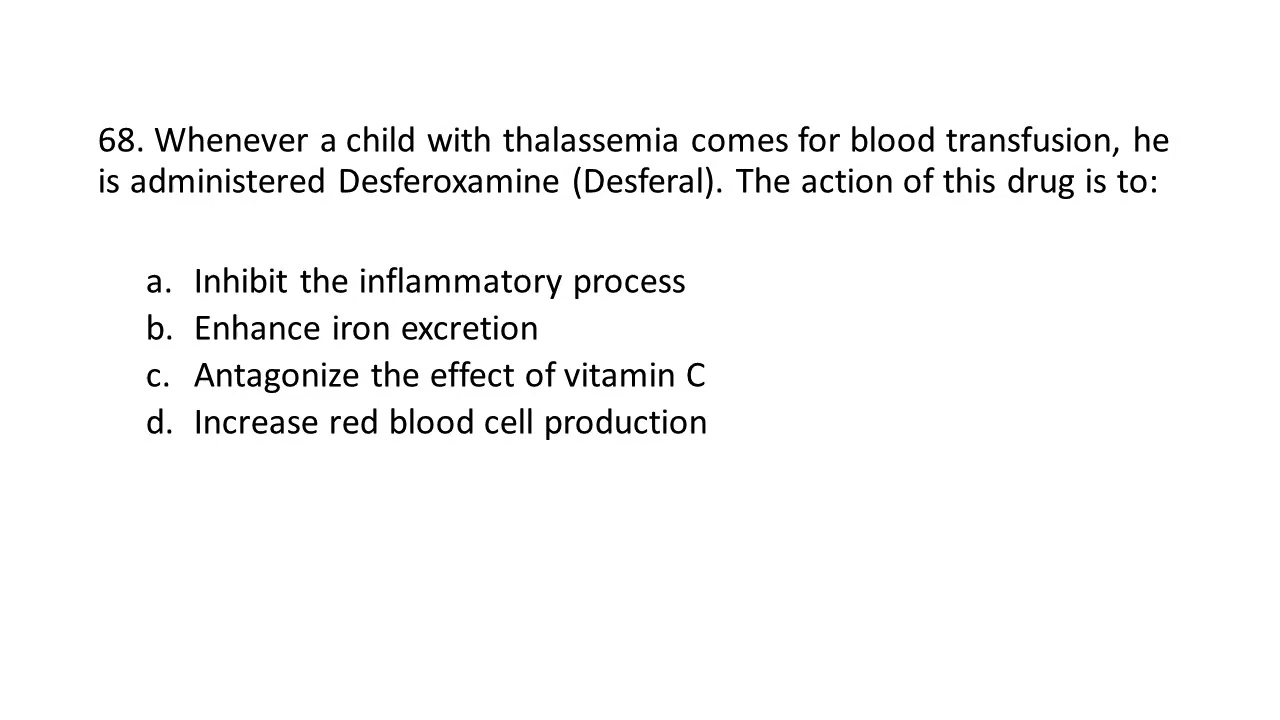 68. Whenever a child with thalassemia comes for blood transfusion, he
is administered Desferoxamine (Desferal). The action of this drug is to:
a. Inhibit the inflammatory process
b. Enhance iron excretion
c. Antagonize the effect of vitamin C
d. Increase red blood cell production